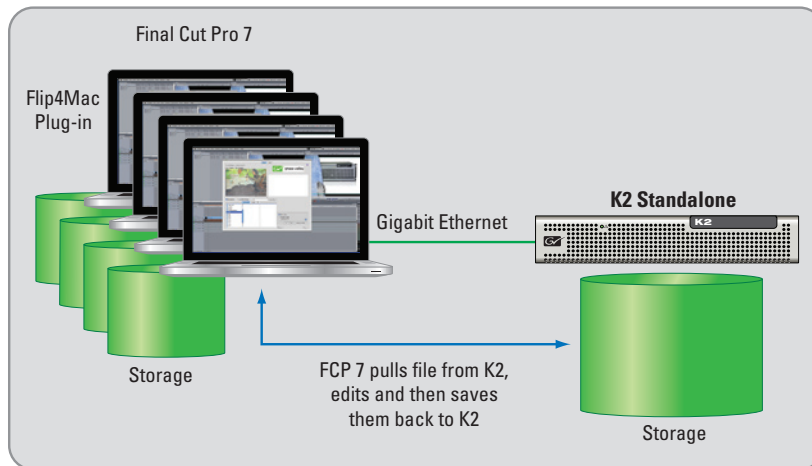 Final Cut Pro 7
Flip4Mac
Plug-in
Gigabit Ethernet
K2 Standalone
K2
Storage
FCP 7 pulls file from K2,
edits and then saves
them back to K2
Storage